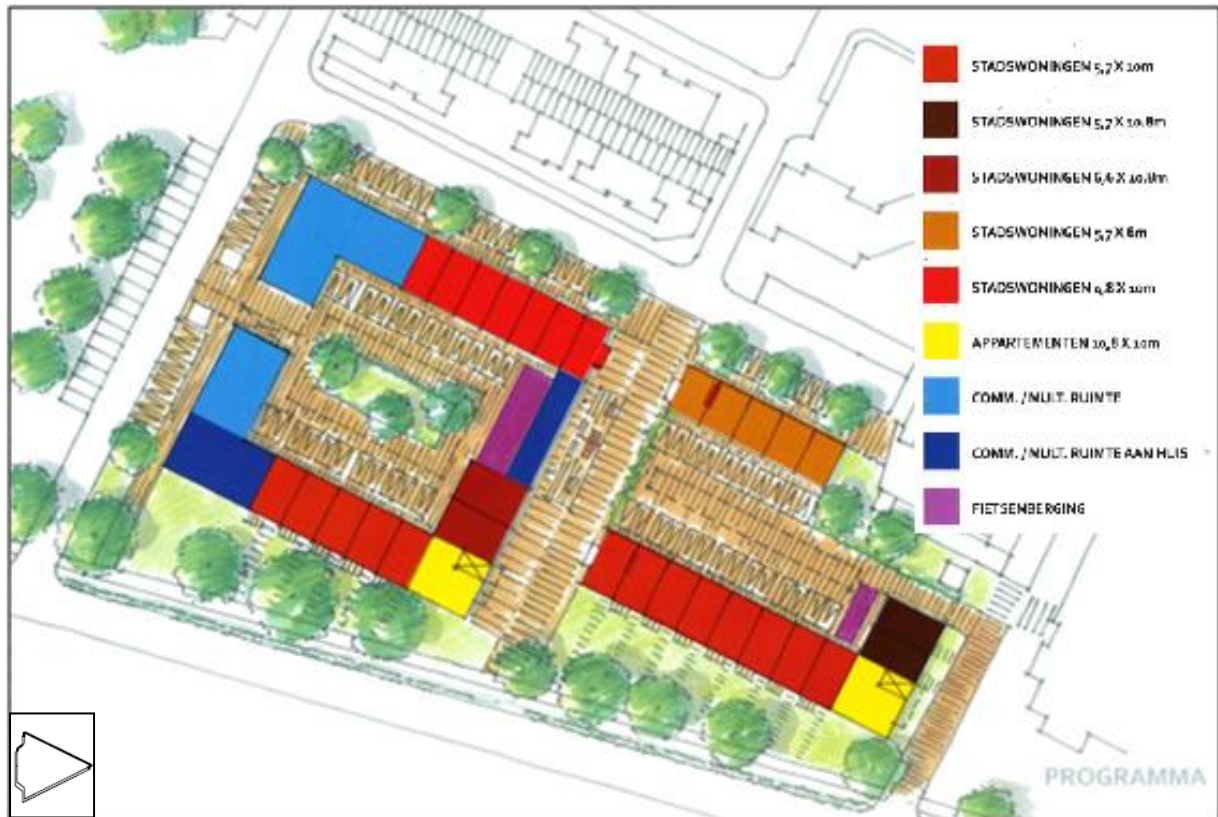 STADSWONINGEN 5,7 X 10m
STADSWONINGEN 5,7 X 10.8m
STADSWONINGEN 6,6 X 10.8m
STADSWONINGEN 5,7 X 8m
STADSWONINGEN 4,8 X 10m
APPARTEMENTEN 10,8 X 10m
COMM. / MULT. RUIMTE
COMM. / MULT. RUIMTE AAN HUIS
FIETSENBERGING
PROGRAMMA